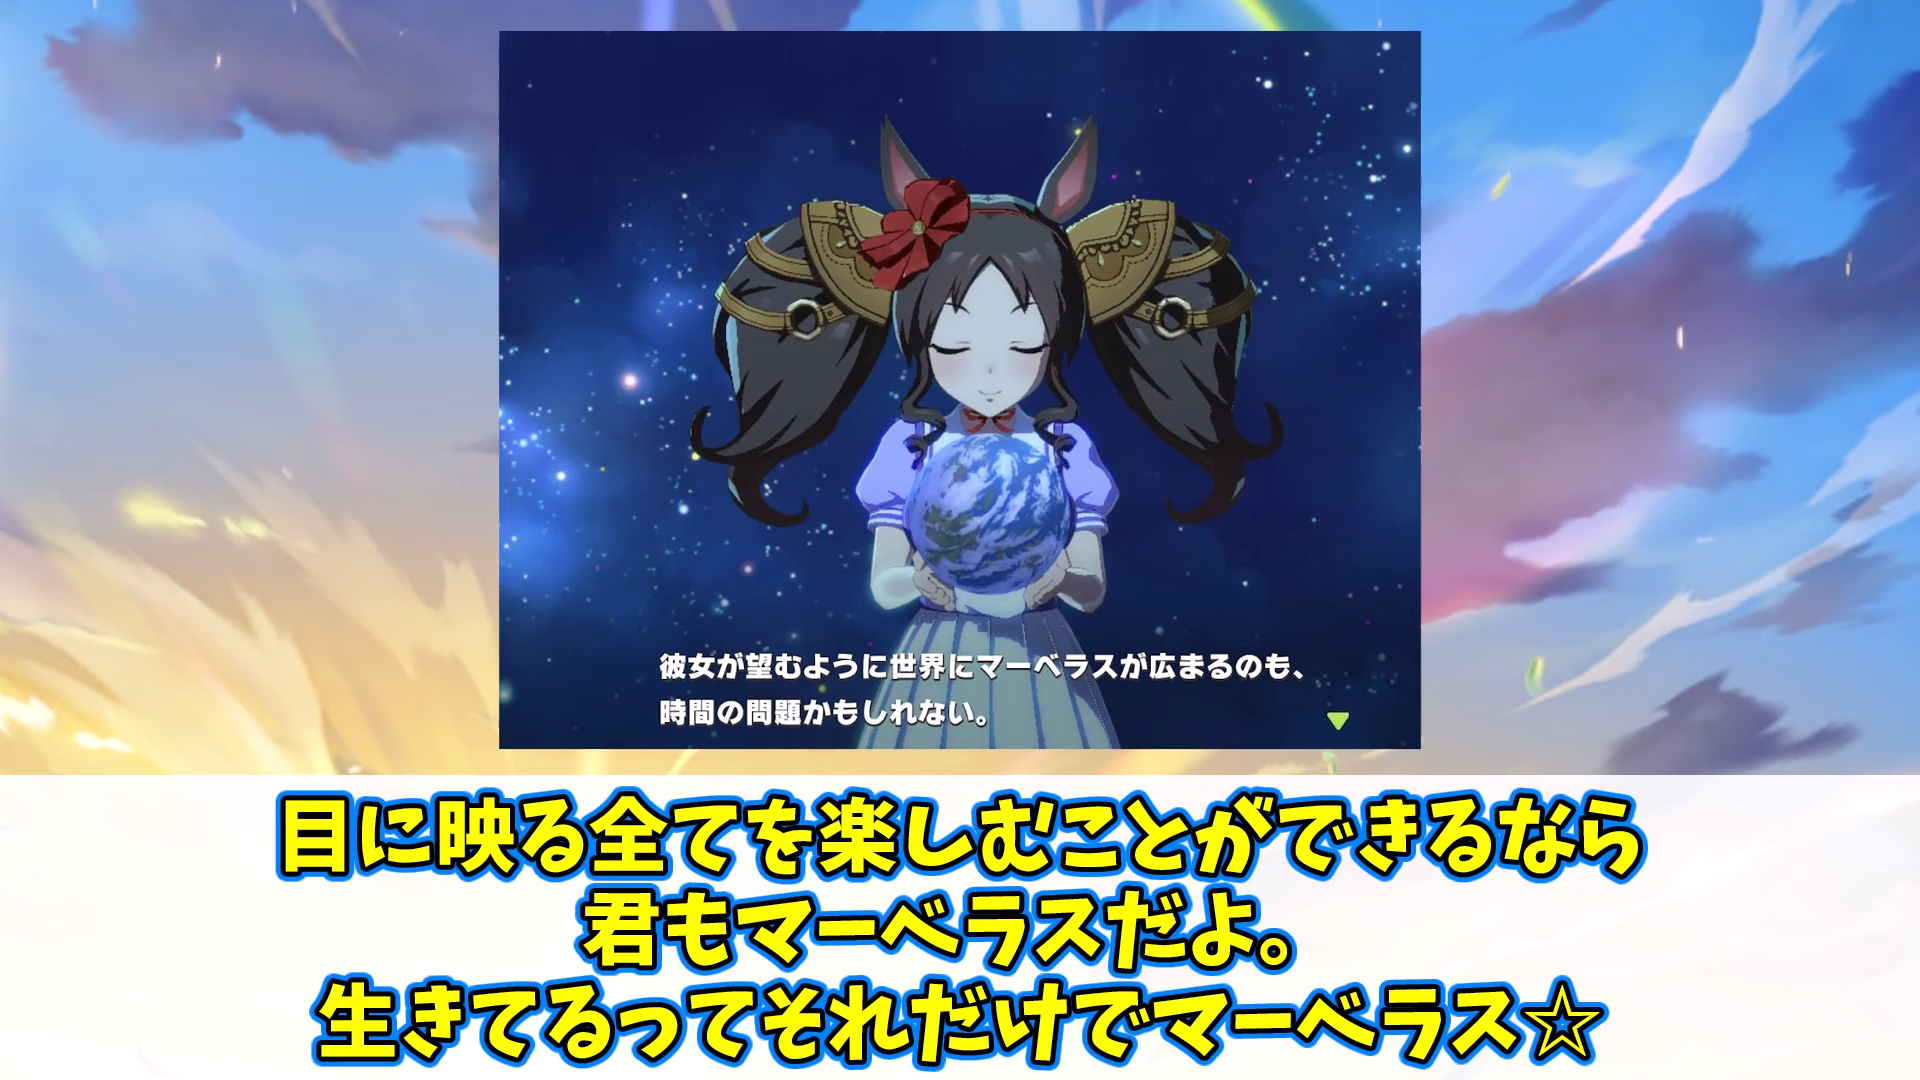 彼女が望むように世界にマーベラスが広まるのも、
時間の問題かもしれない。
目に映る全てを楽しむことができるなら
君もマーベラスだよ。
生きてるってそれだけでマーベラス☆